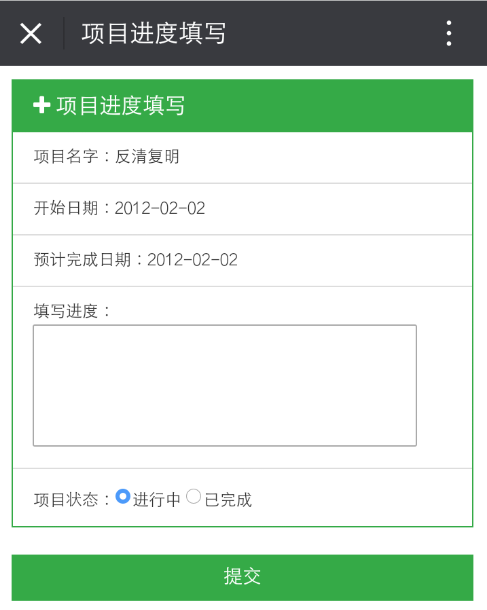 项目进度填写
项目进度填写
项目名字：反清复明
开始日期：2012-02-02
预计完成日期：2012-02-02
填写进度：
项目状态：进行中 已完成
提交